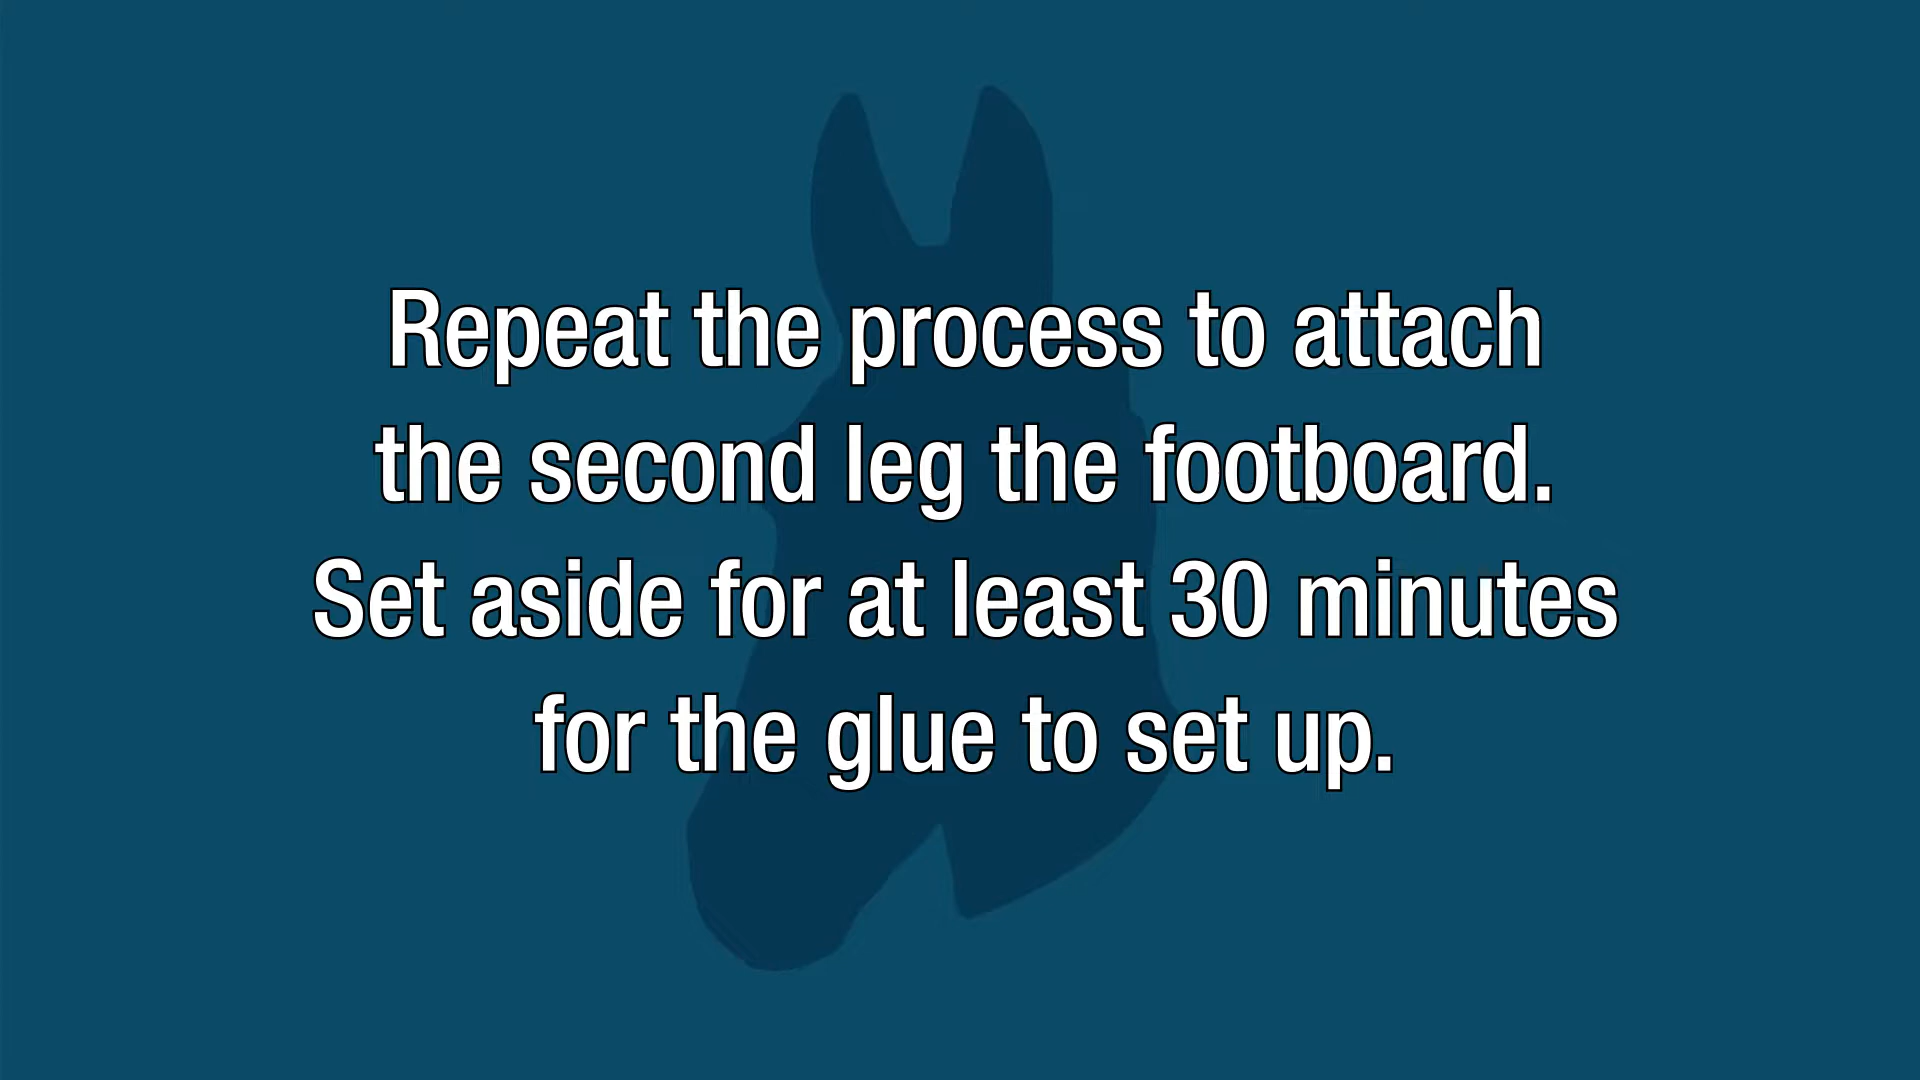 Repeat the process to attach
the second leg the footboard.
Set aside for at least 30 minutes
for the glue to set up.